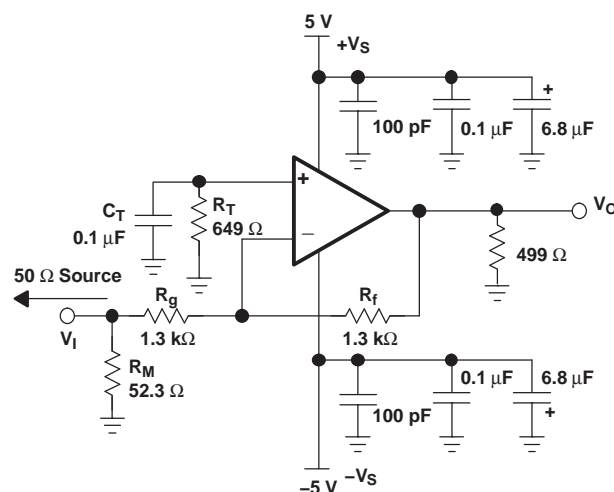 5 V
+V_S
+
100 pF
0.1 µF
6.8 µF
+
C_T
0.1 µF
R_T
649 Ω
−
V_O
499 Ω
50 Ω Source
R_g
1.3 kΩ
R_f
1.3 kΩ
V_I
R_M
52.3 Ω
0.1 µF
6.8 µF
100 pF
+
−5 V
−V_S